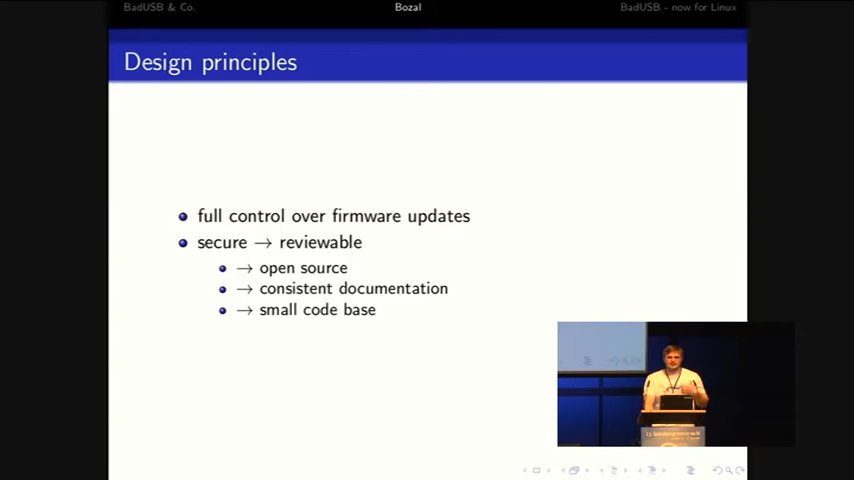 BadUSB & Co.
Bozal
BadUSB - now for Linux
Design principles
full control over firmware updates
secure → reviewable
→ open source
→ consistent documentation
→ small code base